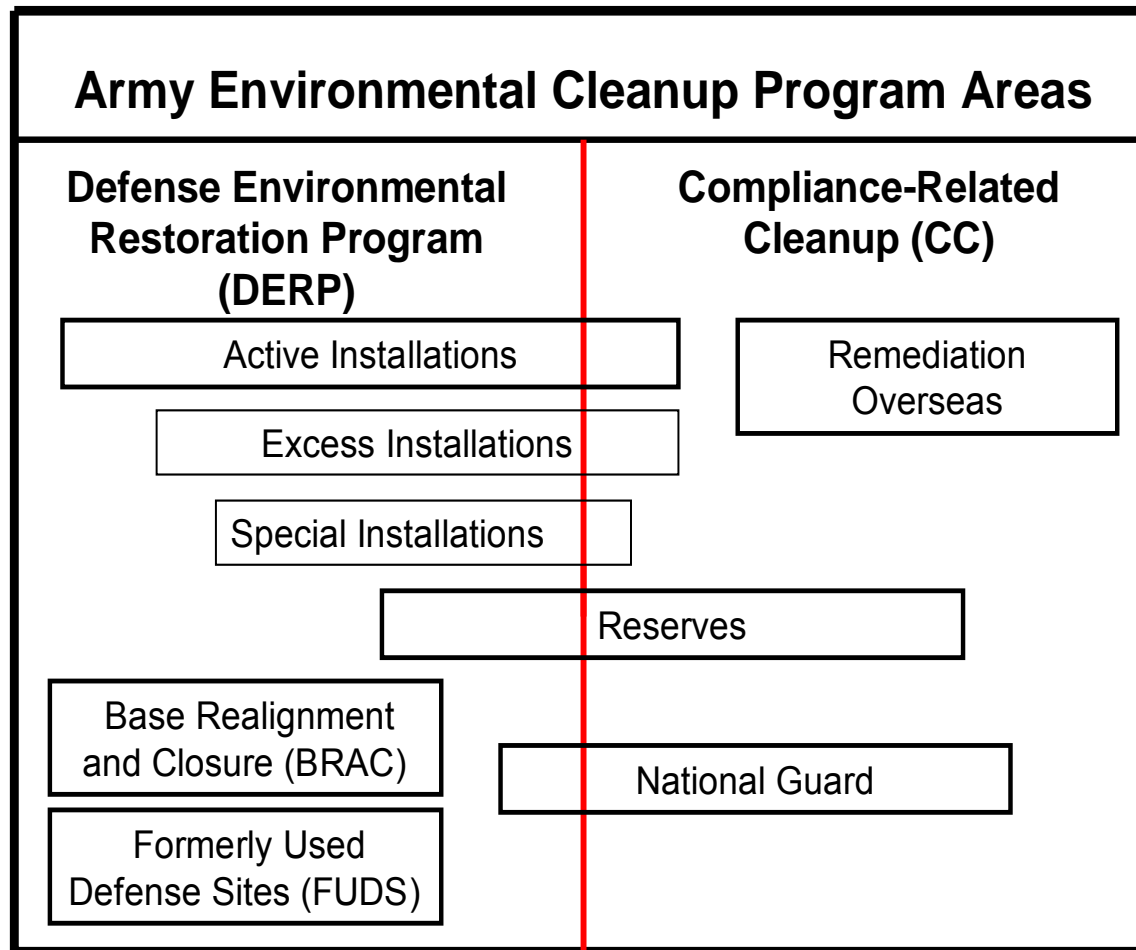 Army Environmental Cleanup Program Areas
Defense Environmental
Restoration Program
(DERP)
Compliance-Related
Cleanup (CC)
Active Installations
Remediation
Overseas
Excess Installations
Special Installations
Reserves
Base Realignment
and Closure (BRAC)
National Guard
Formerly Used
Defense Sites (FUDS)